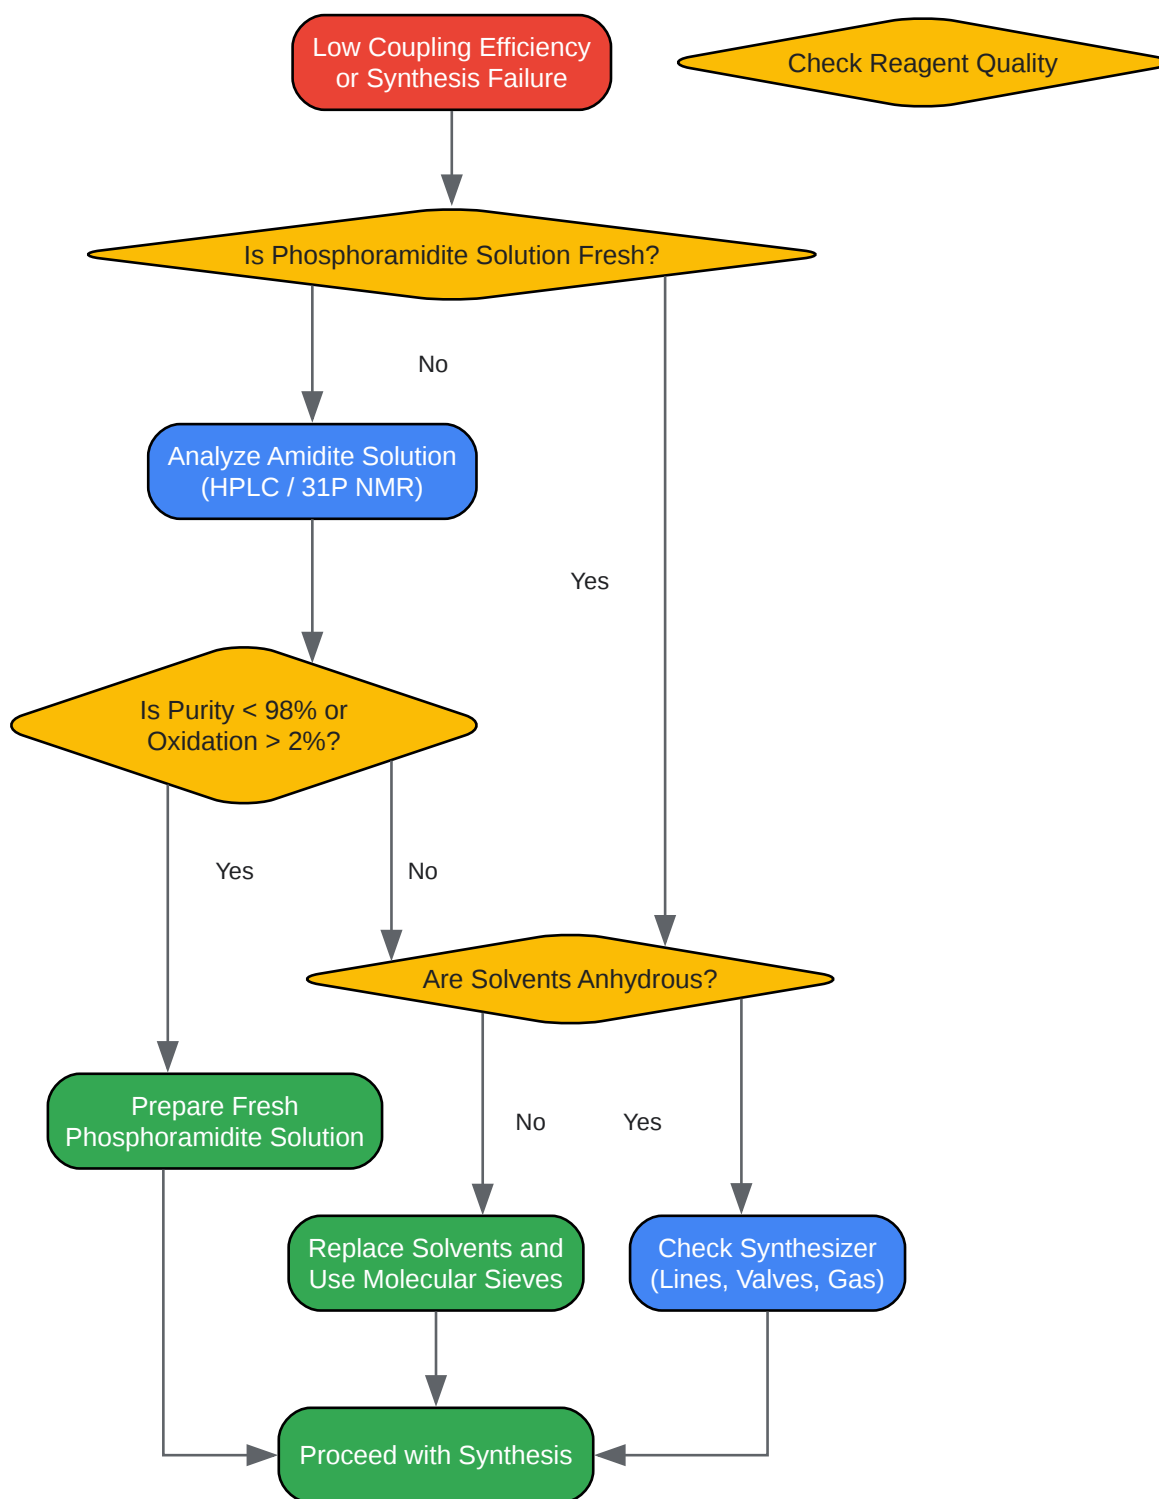 Low Coupling Efficiency
or Synthesis Failure
Check Reagent Quality
Is Phosphoramidite Solution Fresh?
No
Analyze Amidite Solution
(HPLC / 31P NMR)
Yes
Is Purity < 98% or
Oxidation > 2%?
Yes
No
Are Solvents Anhydrous?
Prepare Fresh
Phosphoramidite Solution
No
Yes
Replace Solvents and
Use Molecular Sieves
Check Synthesizer
(Lines, Valves, Gas)
Proceed with Synthesis